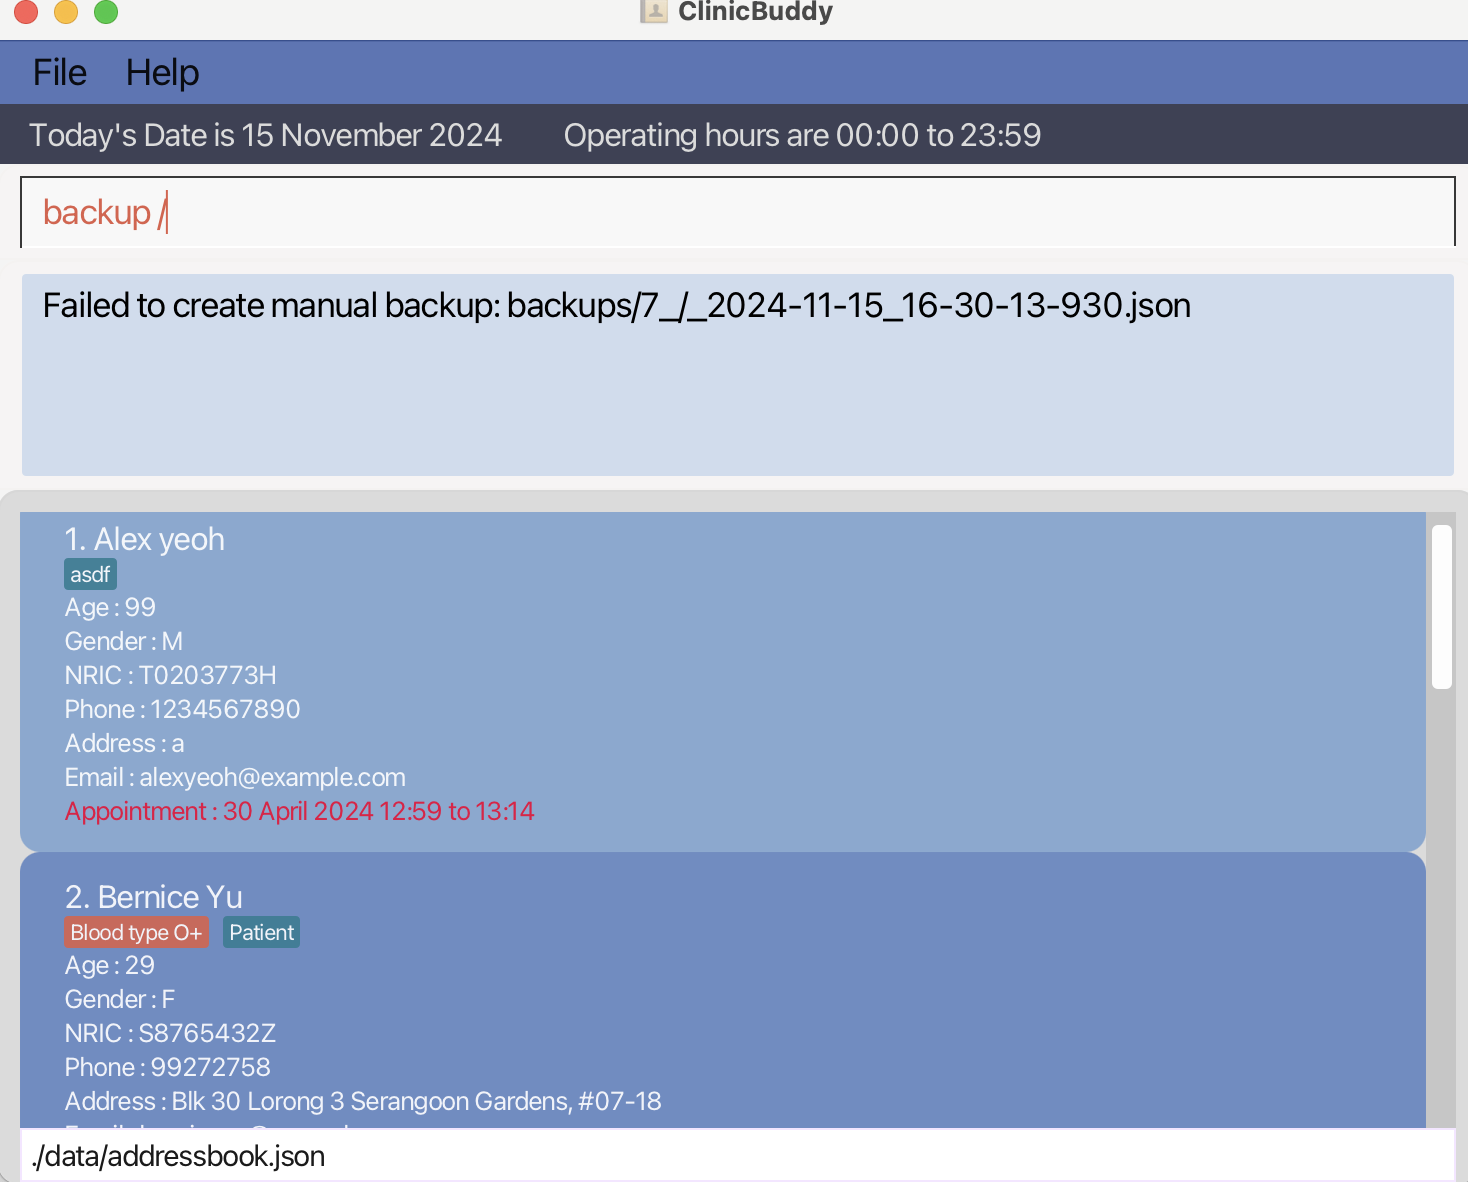 ClinicBuddy
File Help
Today's Date is 15 November 2024 Operating hours are 00:00 to 23:59
backup /
Failed to create manual backup: backups/7_/_2024-11-15_16-30-13-930.json
1. Alex yeoh
asdf
Age : 99
Gender : M
NRIC : T0203773H
Phone : 1234567890
Address : a
Email : alexyeoh@example.com
Appointment : 30 April 2024 12:59 to 13:14
2. Bernice Yu
Blood type O+ Patient
Age : 29
Gender : F
NRIC : S8765432Z
Phone : 99272758
Address : Blk 30 Lorong 3 Serangoon Gardens, #07-18
./data/addressbook.json